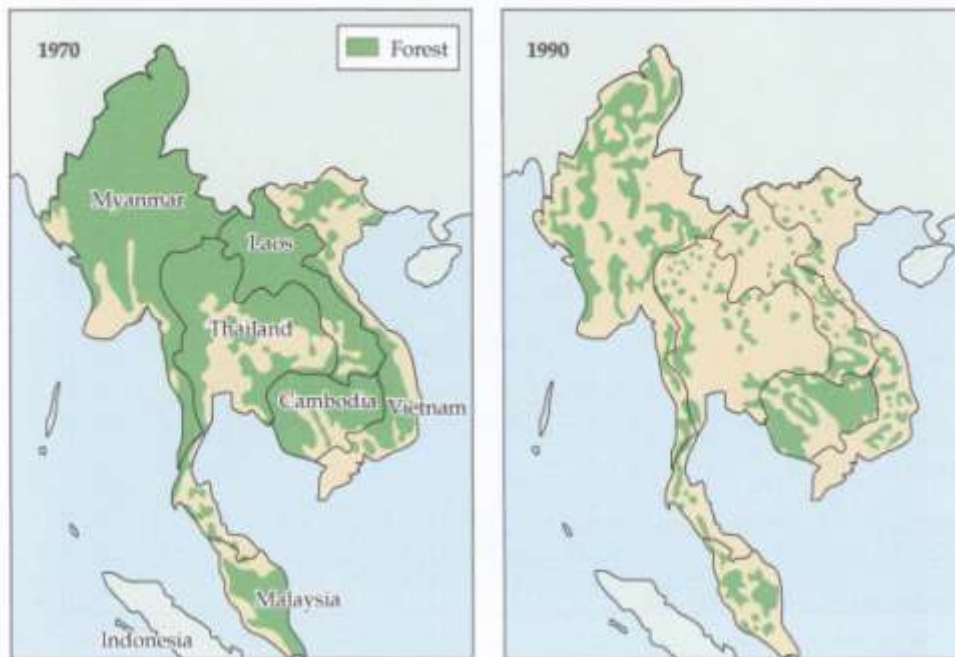 1970
Forest
Myanmar
Laos
Thailand
Cambodia
Vietnam
Malaysia
Indonesia
1990